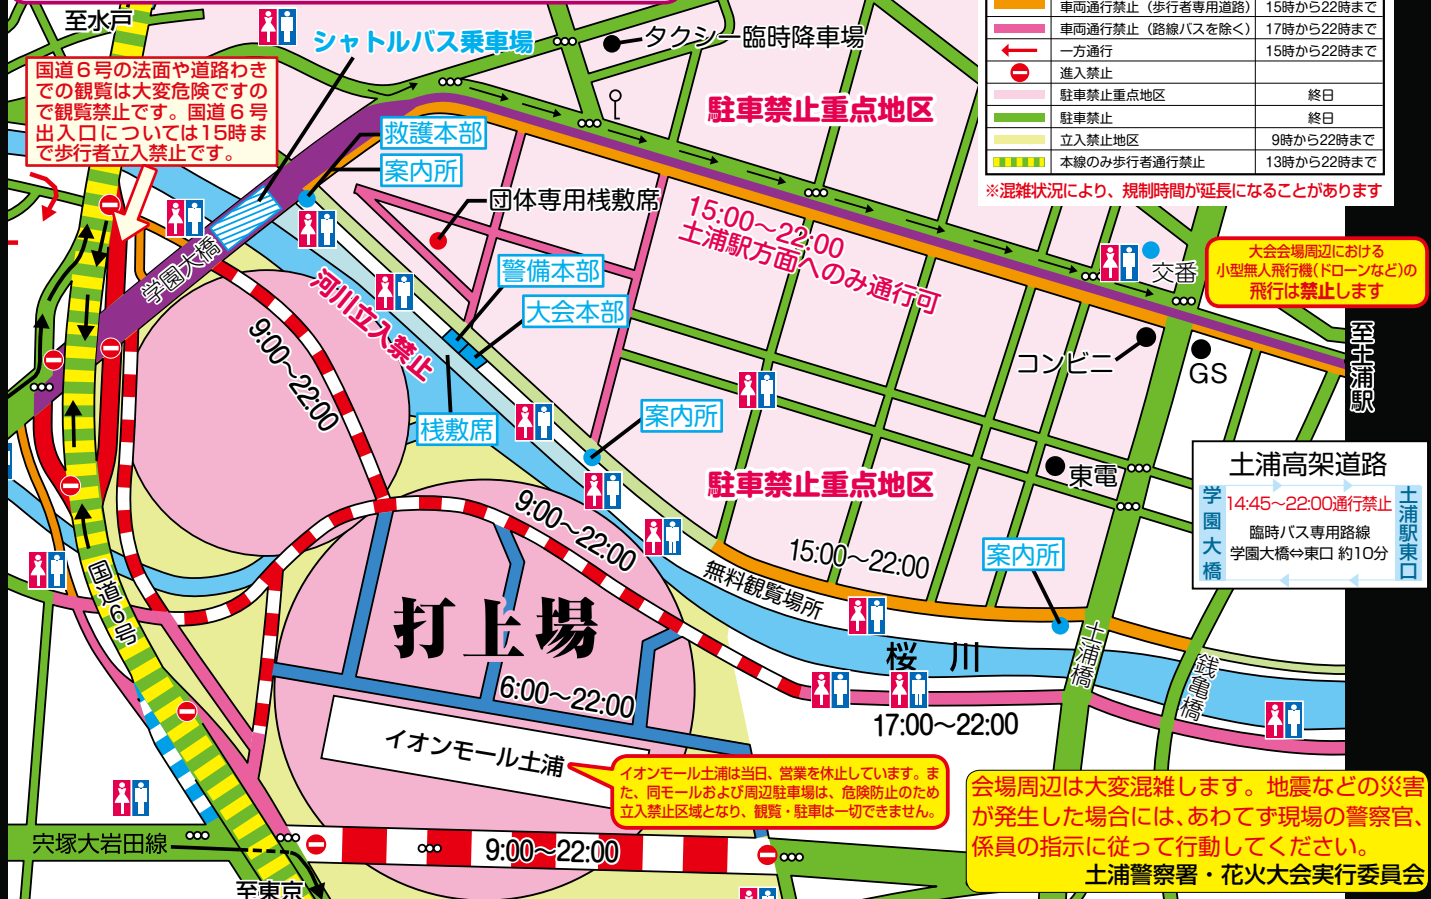 至水戸
シャトルバス乗車場
タクシー臨時降車場
国道６号の法面や道路わき
での観覧は大変危険ですの
で観覧禁止です。国道６号
出入口については15時ま
で歩行者立入禁止です。
車両通行禁止（歩行者専用道路） 15時から22時まで
車両通行禁止（路線バスを除く） 17時から22時まで
一方通行 15時から22時まで
進入禁止
駐車禁止重点地区 終日
駐車禁止 終日
立入禁止地区 9時から22時まで
本線のみ歩行者通行禁止 13時から22時まで
※混雑状況により、規制時間が延長になることがあります
駐車禁止重点地区
救護本部
案内所
団体専用桟敷席
15:00〜22:00
土浦駅方面へのみ通行可
学園大橋
警備本部
大会本部
河川立入禁止
9:00〜22:00
交番
大会会場周辺における
小型無人飛行機(ドローンなど)の
飛行は禁止します
至土浦駅
コンビニ
GS
桟敷席
案内所
東電
駐車禁止重点地区
土浦高架道路
学園大橋
14:45〜22:00通行禁止
臨時バス専用路線
学園大橋⇔東口 約10分
土浦駅東口
9:00〜22:00
15:00〜22:00
無料観覧場所
案内所
国道6号
打上場
桜川
土浦橋
銭亀橋
6:00〜22:00
17:00〜22:00
イオンモール土浦
イオンモール土浦は当日、営業を休止しています。ま
た、同モールおよび周辺駐車場は、危険防止のため
立入禁止区域となり、観覧・駐車は一切できません。
会場周辺は大変混雑します。地震などの災害
が発生した場合には、あわてず現場の警察官、
係員の指示に従って行動してください。
土浦警察署・花火大会実行委員会
宍塚大岩田線
9:00〜22:00
至東京